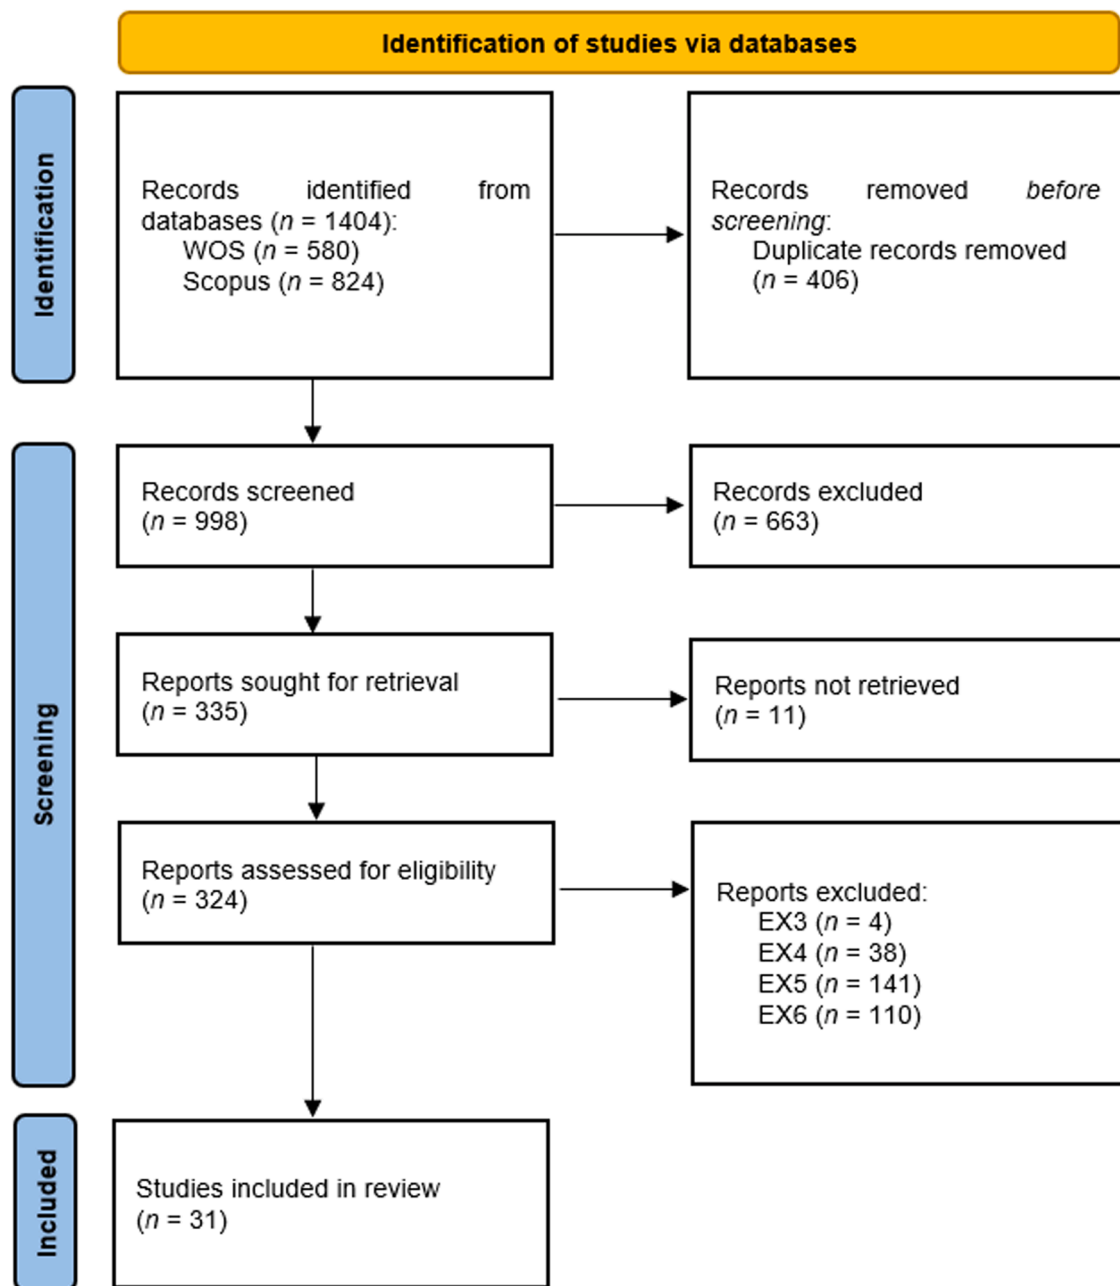 Identification of studies via databases
Identification
Records identified from
databases (n = 1404):
WOS (n = 580)
Scopus (n = 824)
Records removed before
screening:
Duplicate records removed
(n = 406)
Screening
Records screened
(n = 998)
Records excluded
(n = 663)
Reports sought for retrieval
(n = 335)
Reports not retrieved
(n = 11)
Reports assessed for eligibility
(n = 324)
Reports excluded:
EX3 (n = 4)
EX4 (n = 38)
EX5 (n = 141)
EX6 (n = 110)
Included
Studies included in review
(n = 31)